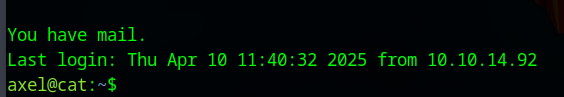 You have mail.
Last login: Thu Apr 10 11:40:32 2025 from 10.10.14.92
axel@cat:~$